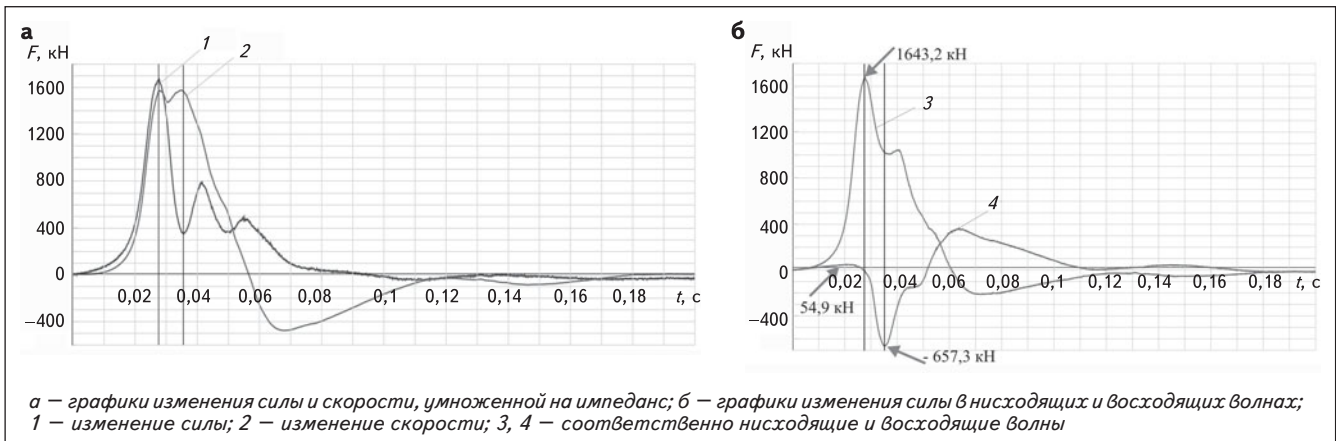 а
F, кН
1
2
1600
1200
800
400
0
−400
0,02 0,04 0,06 0,08 0,1 0,12 0,14 0,16 0,18 t, с
б
F, кН
1643,2 кН
3
1600
1200
800
400
4
0
−400
0,02 0,04 0,06 0,08 0,1 0,12 0,14 0,16 0,18 t, с
54,9 кН
- 657,3 кН
а − графики изменения силы и скорости, умноженной на импеданс; б − графики изменения силы в нисходящих и восходящих волнах;
1 − изменение силы; 2 − изменение скорости; 3, 4 − соответственно нисходящие и восходящие волны